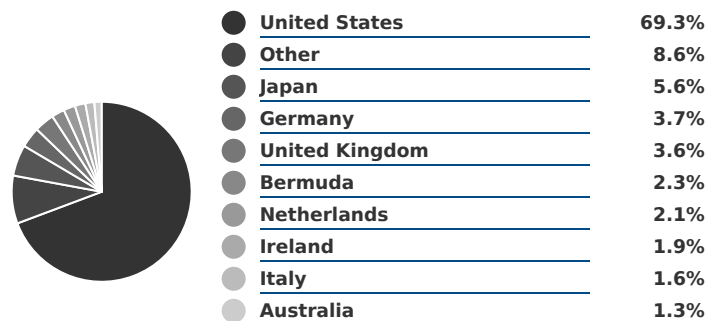 United States 69.3%
Other 8.6%
Japan 5.6%
Germany 3.7%
United Kingdom 3.6%
Bermuda 2.3%
Netherlands 2.1%
Ireland 1.9%
Italy 1.6%
Australia 1.3%